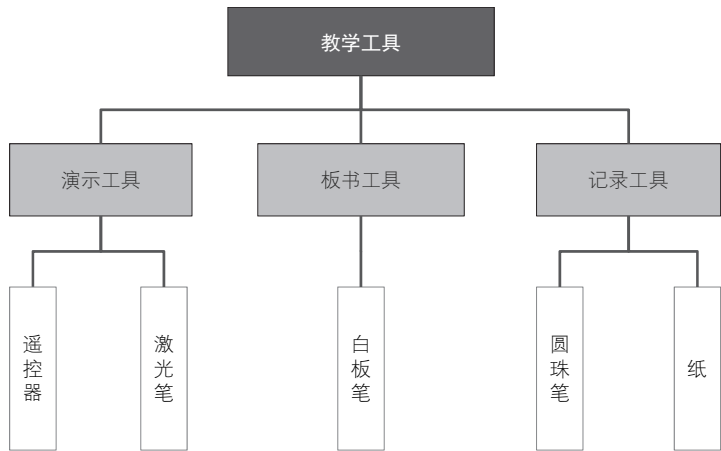 教学工具
演示工具
板书工具
记录工具
遥控器
激光笔
白板笔
圆珠笔
纸